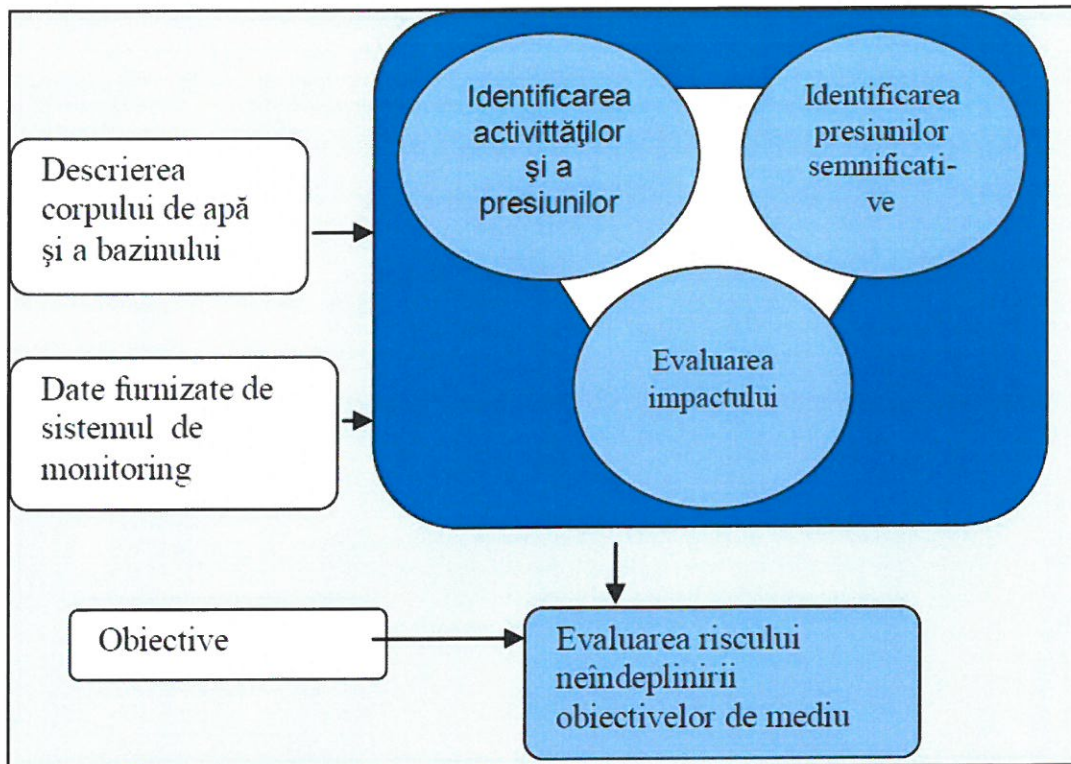 Identificarea
activittăţilor
şi a
presiunilor
Identificarea
presiunilor
semnificati-
ve
Descrierea
corpului de apă
şi a bazinului
Evaluarea
impactului
Date furnizate de
sistemul de
monitoring
Obiective
Evaluarea riscului
neîndeplinirii
obiectivelor de mediu